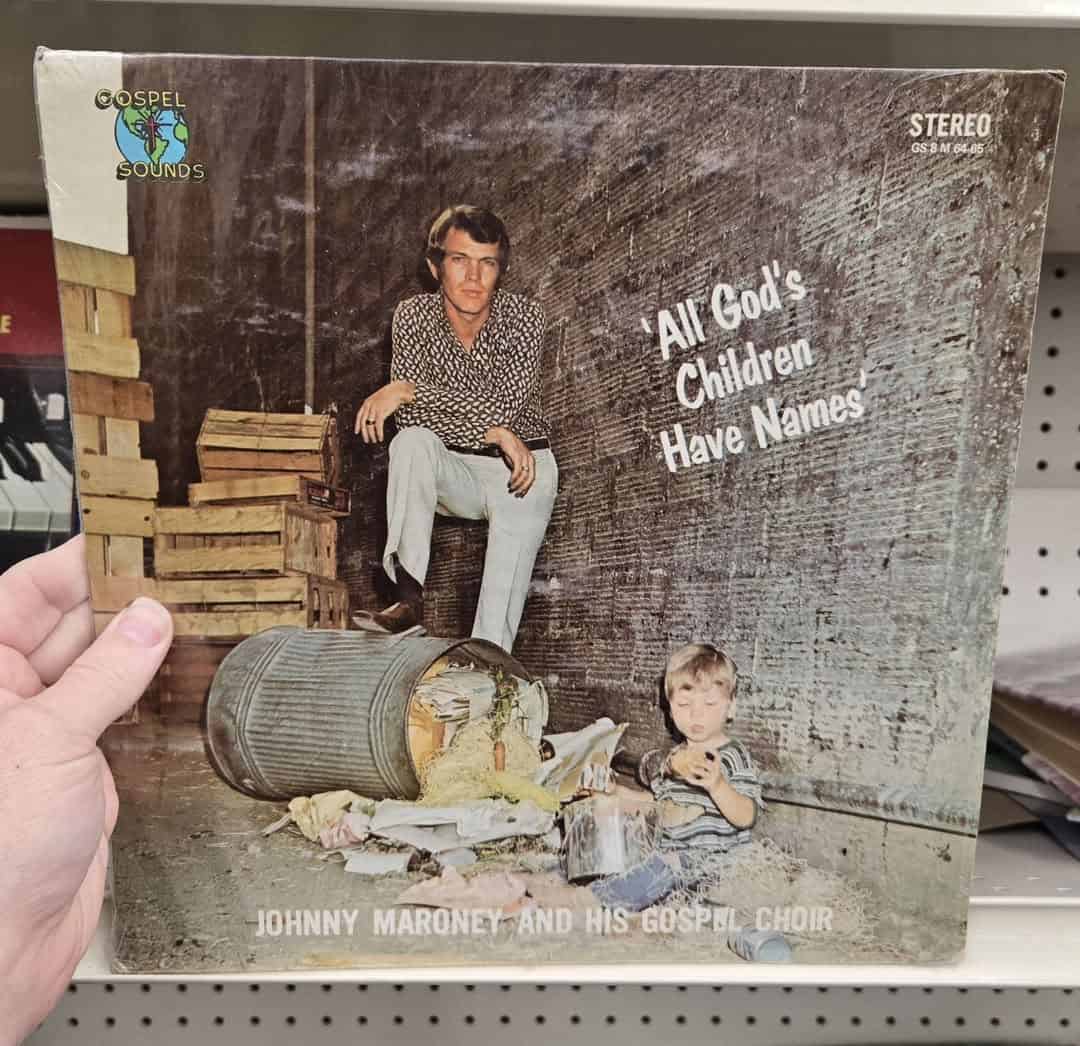 GOSPEL
SOUNDS
STEREO
GS 8 M 64-65
'All God's
Children
Have Names'
JOHNNY MARONEY AND HIS GOSPEL CHOIR
E